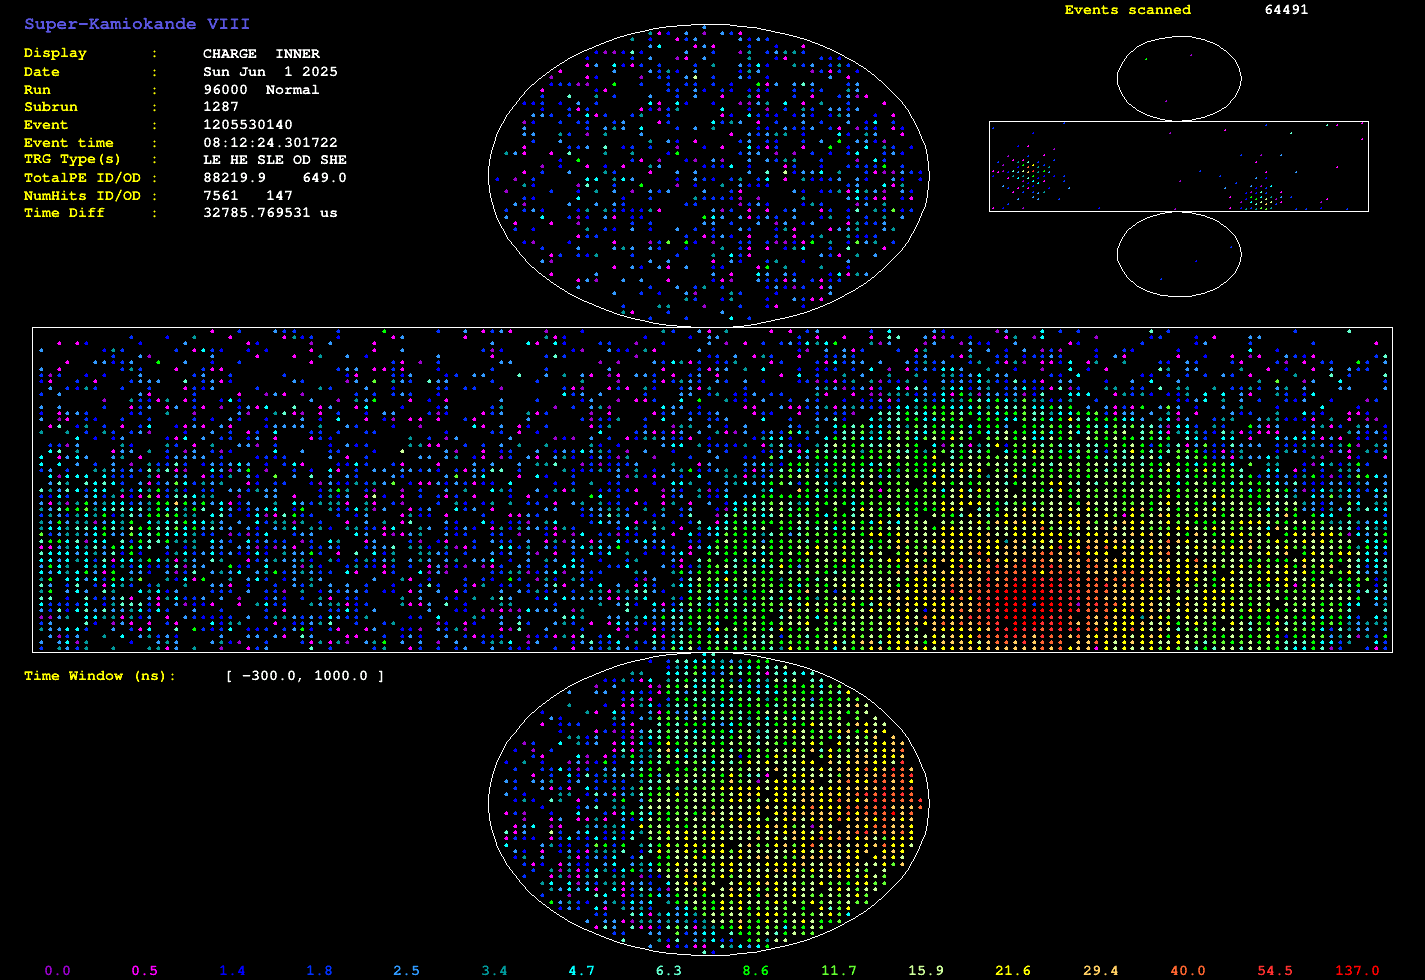 Super-Kamiokande VIII
Events scanned 64491
Display : CHARGE INNER
Date : Sun Jun 1 2025
Run : 96000 Normal
Subrun : 1287
Event : 1205530140
Event time : 08:12:24.301722
TRG Type(s) : LE HE SLE OD SHE
TotalPE ID/OD : 88219.9 649.0
NumHits ID/OD : 7561 147
Time Diff : 32785.769531 us
Time Window (ns): [ -300.0, 1000.0 ]
0.0 0.5 1.4 1.8 2.5 3.4 4.7 6.3 8.6 11.7 15.9 21.6 29.4 40.0 54.5 137.0